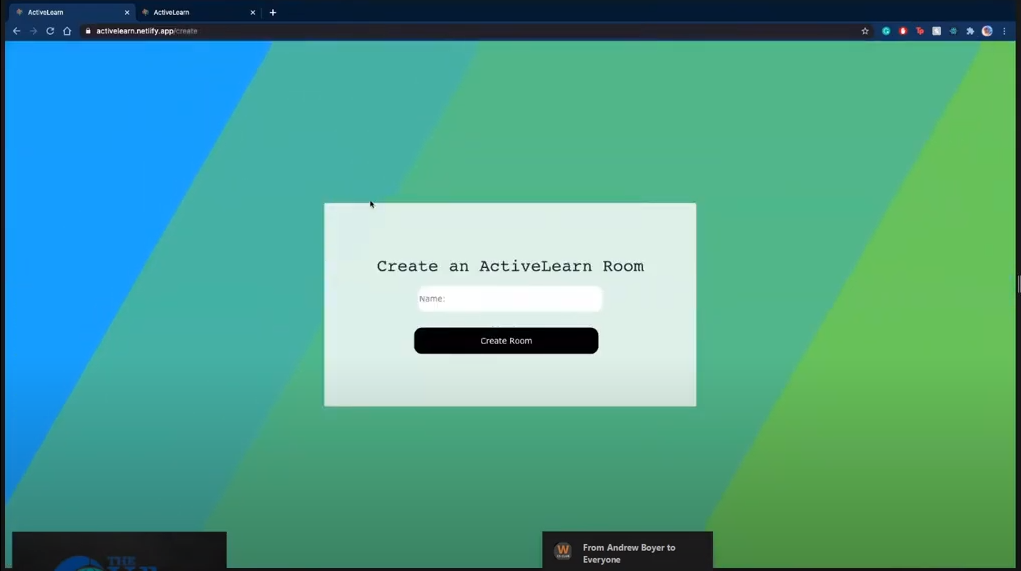 ActiveLearn
ActiveLearn
activelearn.netlify.app/create
Create an ActiveLearn Room
Name:
Create Room
THE
W
From Andrew Boyer to
Everyone